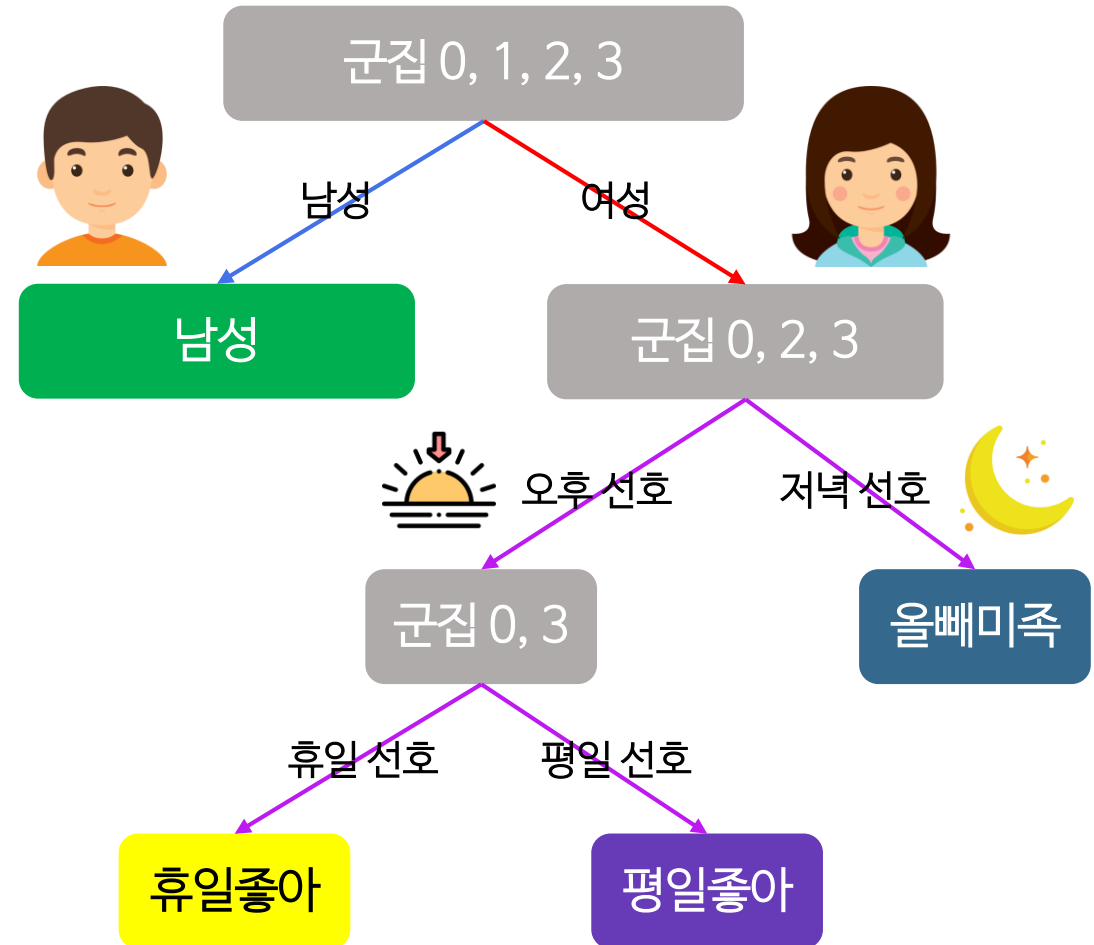 군집 0, 1, 2, 3
남성
여성
남성
군집 0, 2, 3
오후 선호
저녁 선호
군집 0, 3
올빼미족
휴일 선호
평일 선호
휴일좋아
평일좋아